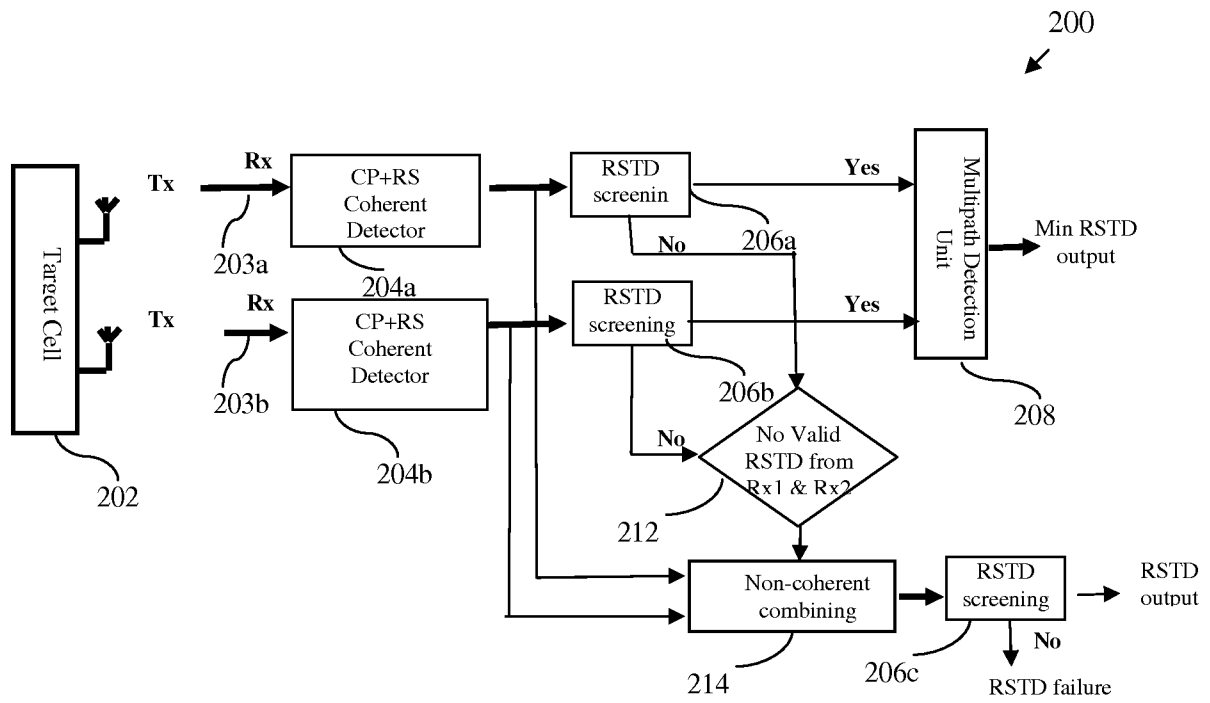 200
Target Cell
202
Tx
Rx
203a
CP+RS
Coherent
Detector
204a
RSTD
screenin
206a
Yes
No
Multipath Detection
Unit
208
Min RSTD
output
Tx
Rx
203b
CP+RS
Coherent
Detector
204b
RSTD
screening
206b
Yes
No
No Valid
RSTD from
Rx1 & Rx2
212
Non-coherent
combining
214
RSTD
screening
206c
RSTD
output
No
RSTD failure